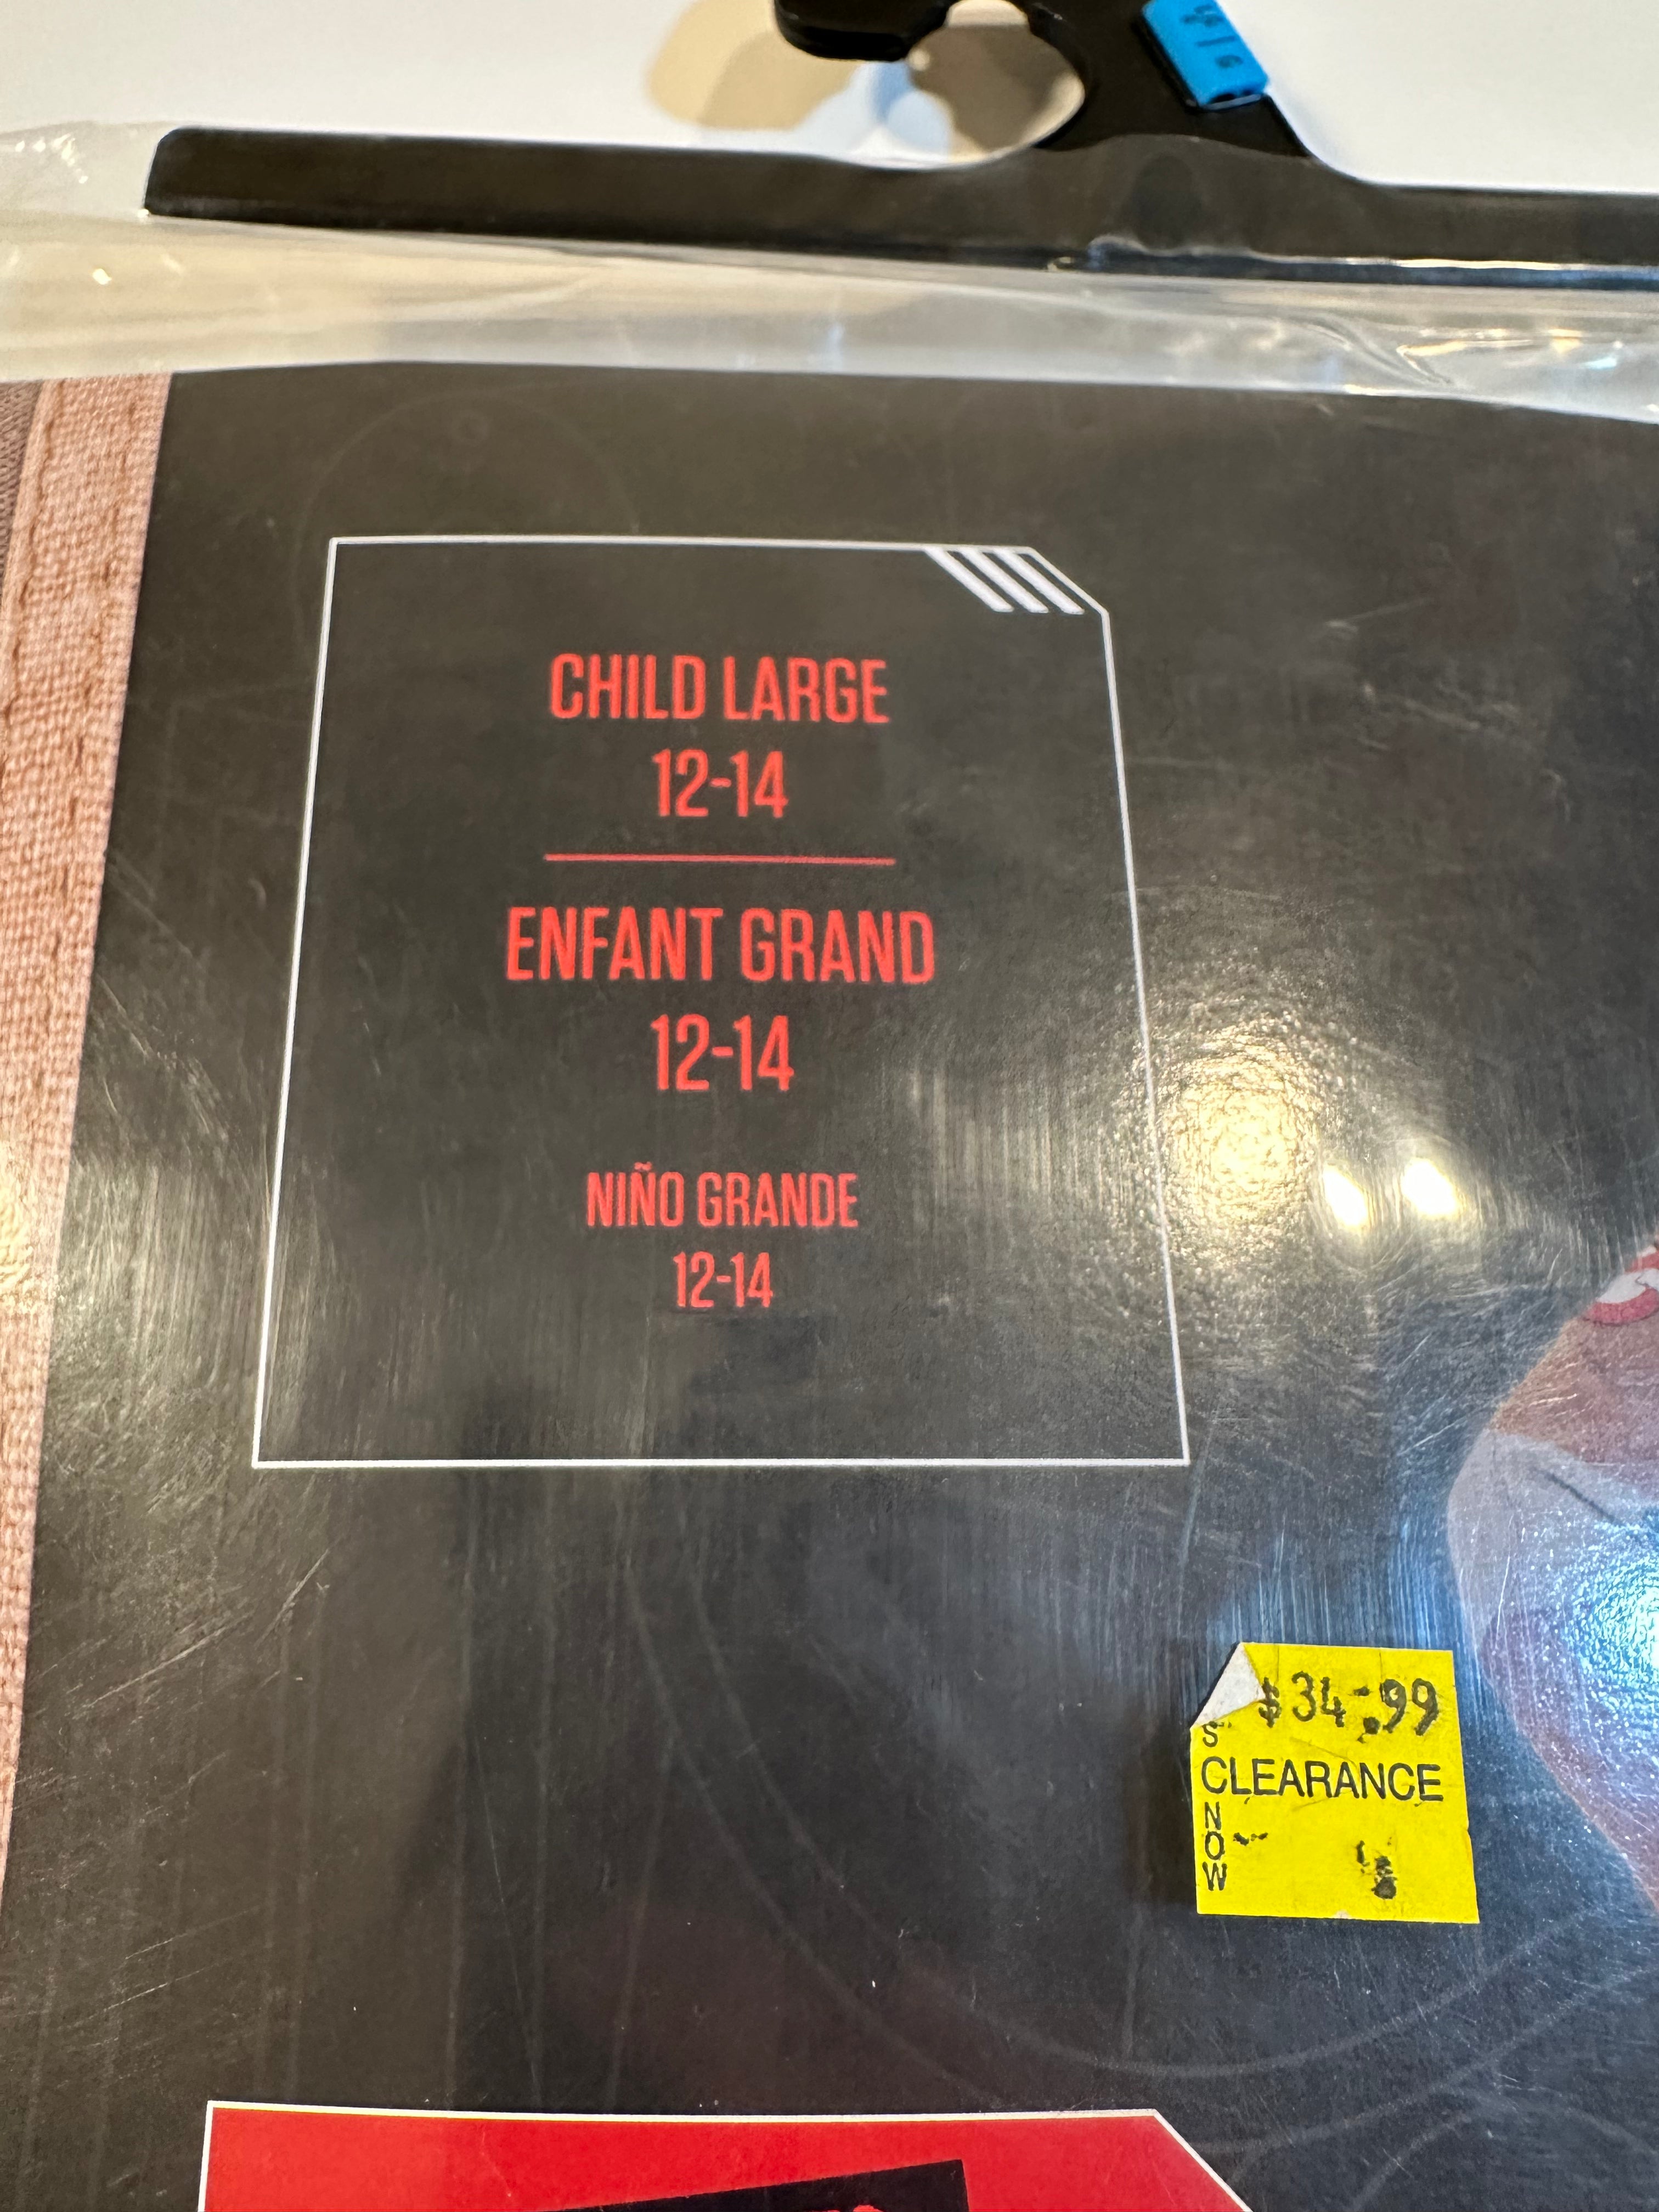 CHILD LARGE
12-14
ENFANT GRAND
12-14
NIÑO GRANDE
12-14
$34.99
S
CLEARANCE
NOW